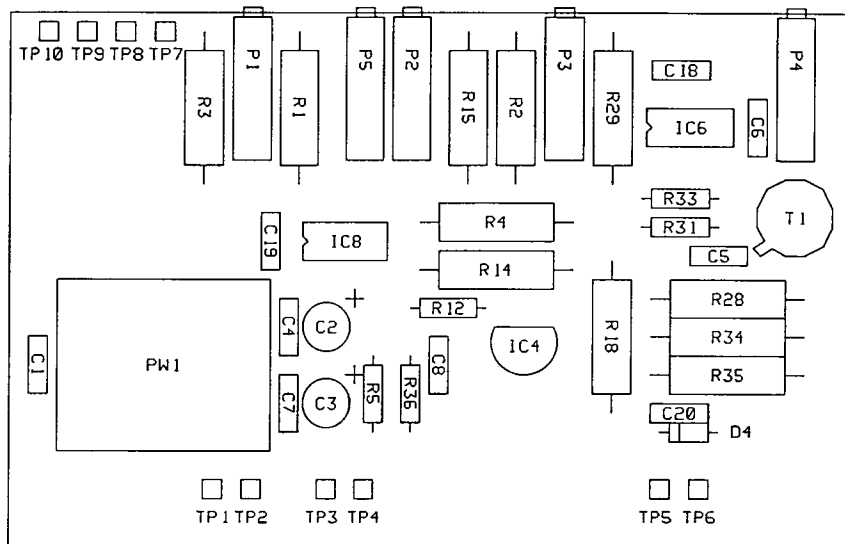 TP10 TP9 TP8 TP7
R3
P1
R1
P5
P2
R15
R2
P3
R29
C18
IC6
C6
P4
R33
R31
T1
C5
C19
IC8
R4
R14
R12
C1
PW1
C4
C2
C7
C3
R5
R36
C8
IC4
R18
R28
R34
R35
C20
D4
TP1 TP2 TP3 TP4 TP5 TP6